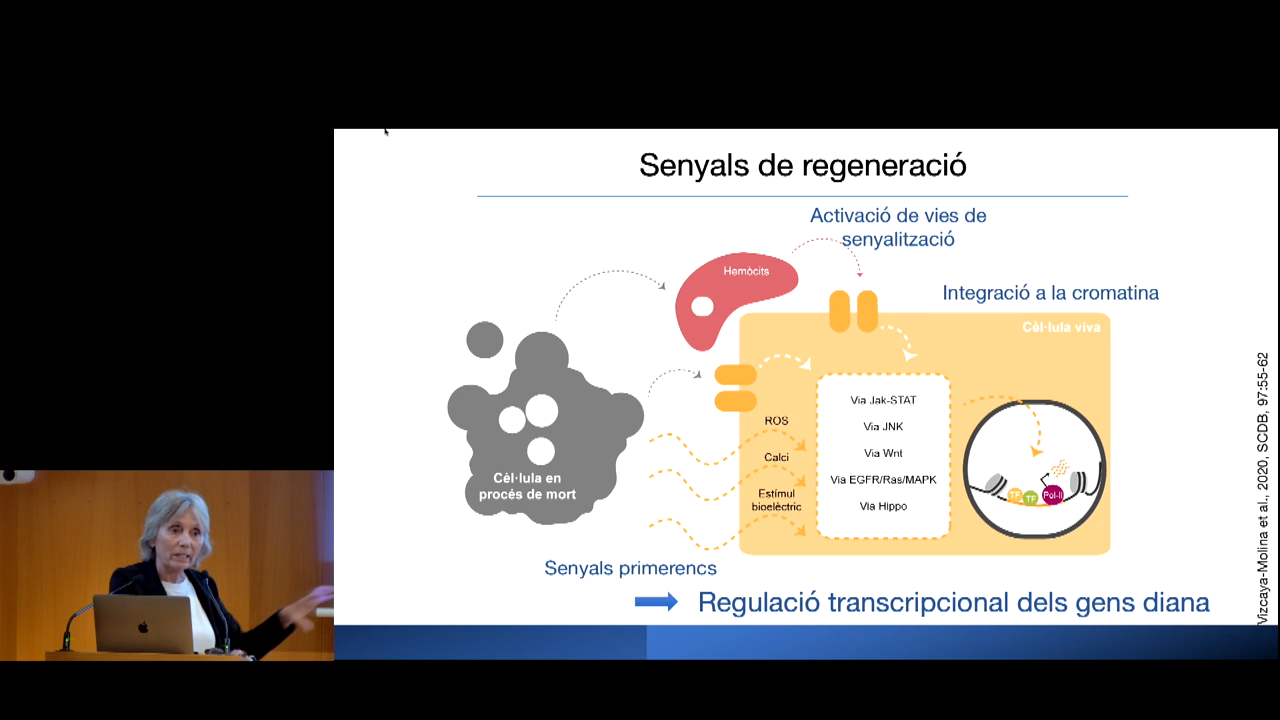 Senyals de regeneració
Activació de vies de
senyalització
Hemòcits
Integració a la cromatina
Cèl·lula viva
Cèl·lula en
procés de mort
ROS
Calci
Estímul
bioelèctric
Via Jak-STAT
Via JNK
Via Wnt
Via EGFR/Ras/MAPK
Via Hippo
TF
TF
Pol-II
Senyals primerencs
Regulació transcripcional dels gens diana
Vizcaya-Molina et al., 2020, SCDB, 97:55-62